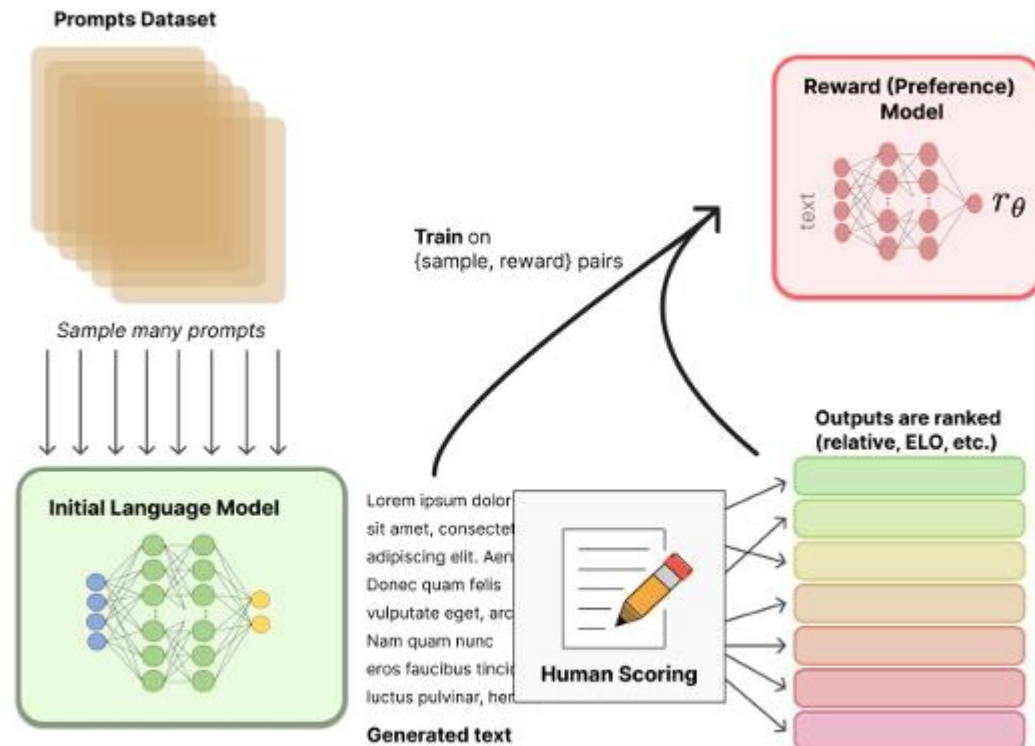 Prompts Dataset
Sample many prompts
Initial Language Model
Train on
{sample, reward} pairs
Lorem ipsum dolor
sit amet, consectet
adipiscing elit. Aen
Donec quam felis
vulputate eget, arc
Nam quam nunc
eros faucibus tincid
luctus pulvinar, her
Generated text
Human Scoring
Reward (Preference)
Model
text
rθ
Outputs are ranked
(relative, ELO, etc.)